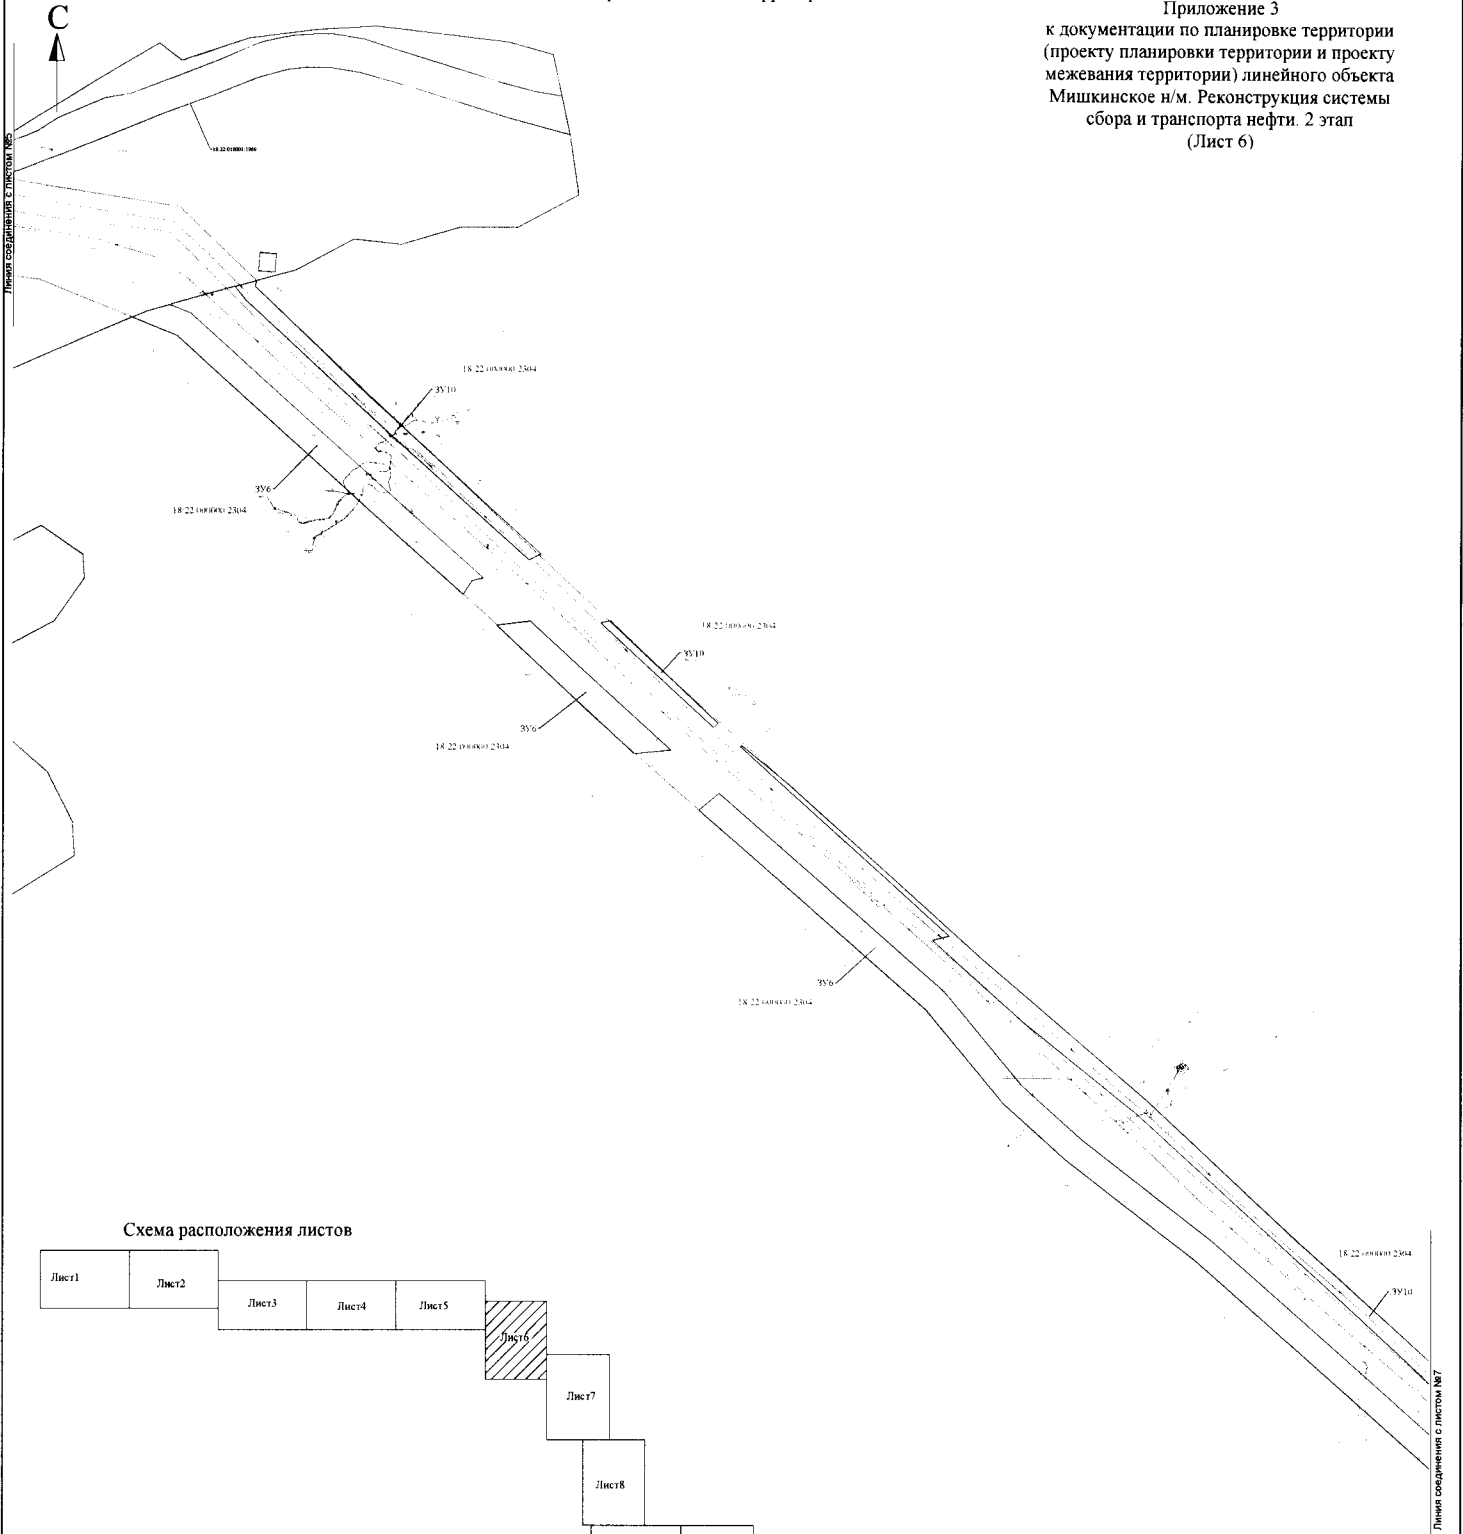 Приложение 3
к документации по планировке территории
(проекту планировки территории и проекту
межевания территории) линейного объекта
Мишкинское н/м. Реконструкция системы
сбора и транспорта нефти. 2 этап
(Лист 6)
С
Линия соединения с листом №5
ЗУ10
ЗУ6
ЗУ10
ЗУ6
ЗУ6
ЗУ10
Линия соединения с листом №7
Схема расположения листов
Лист1
Лист2
Лист3
Лист4
Лист5
Лист6
Лист7
Лист8